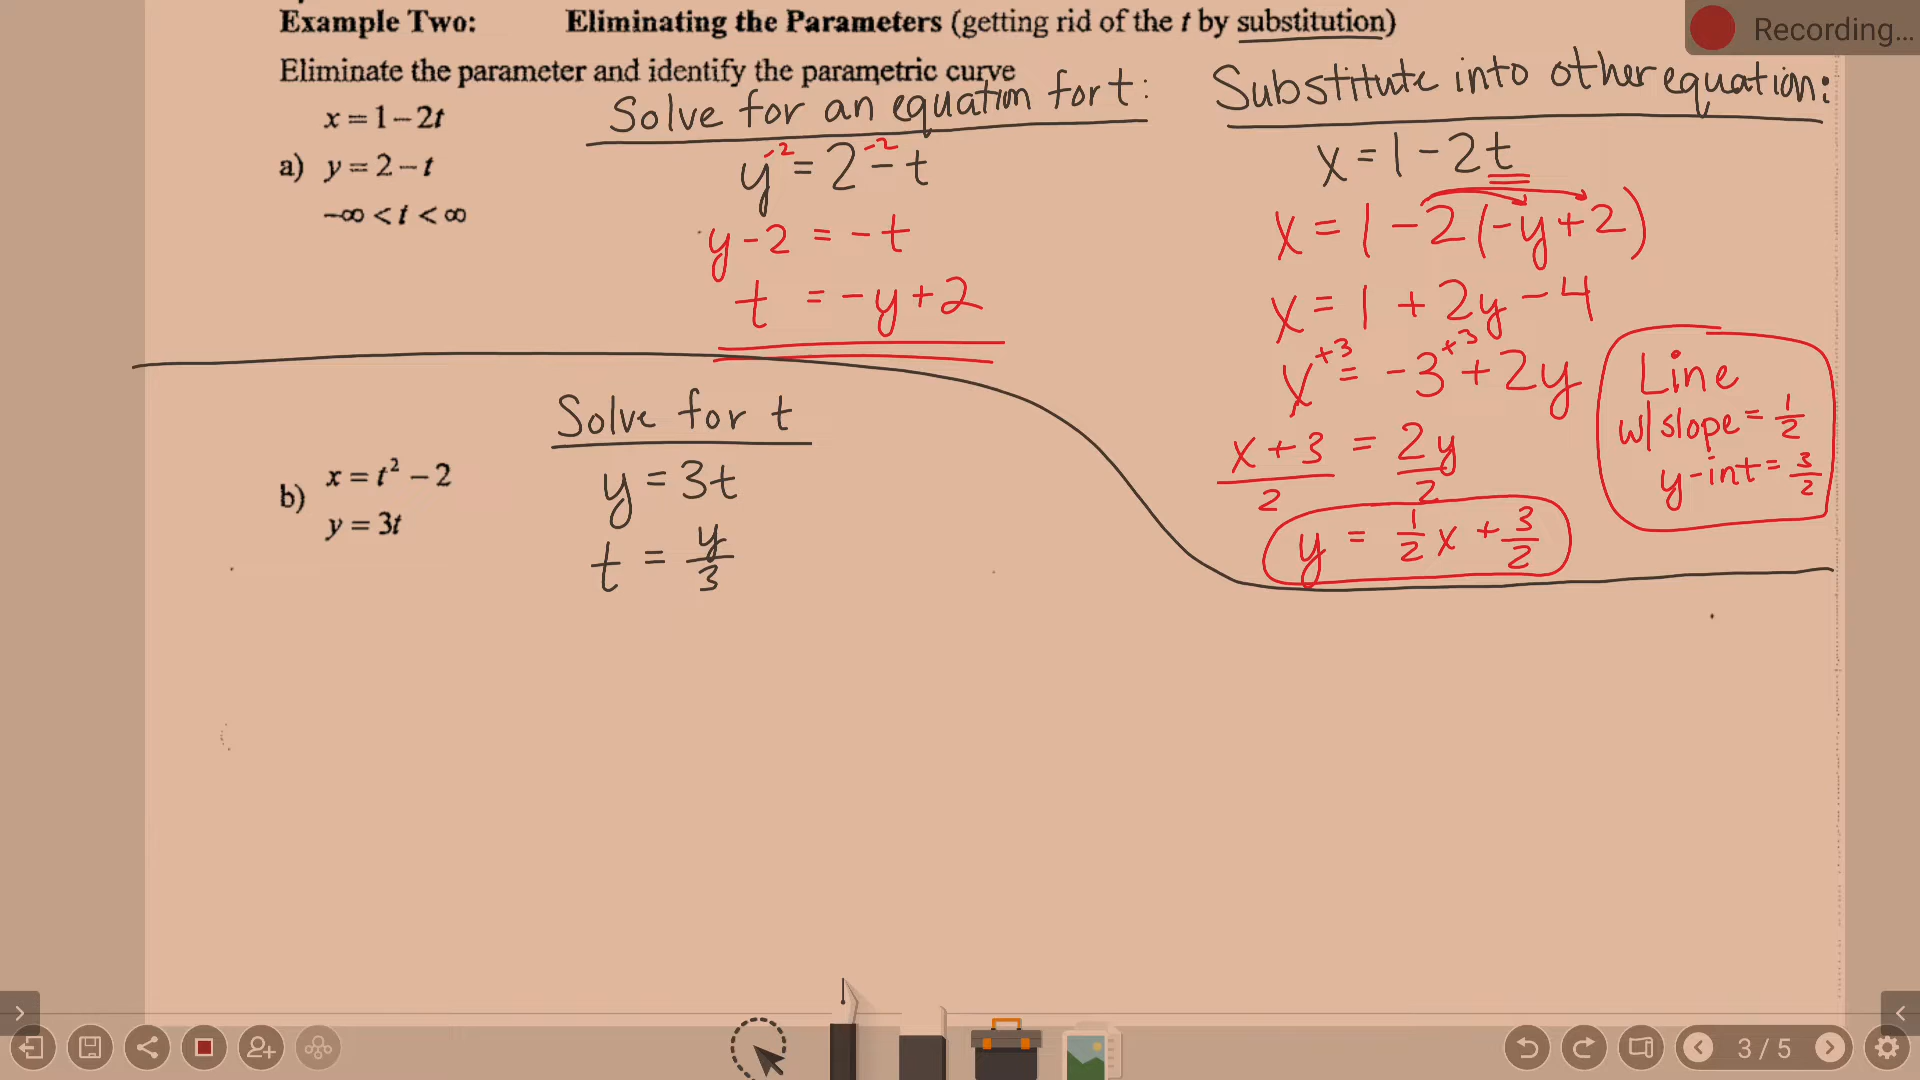 Example Two: Eliminating the Parameters (getting rid of the t by substitution)
Eliminate the parameter and identify the parametric curve
x = 1 − 2t
a) y = 2 − t
−∞ < t < ∞
Solve for an equation for t:
y⁻² = 2⁻² − t
y − 2 = −t
t = −y + 2
Substitute into other equation:
x = 1 − 2t
x = 1 − 2(−y + 2)
x = 1 + 2y − 4
x⁺³ = −3⁺³ + 2y
x + 3 / 2 = 2y / 2
y = 1/2 x + 3/2
Line
w/ slope = 1/2
y-int = 3/2
b) x = t² − 2
y = 3t
Solve for t
y = 3t
t = y/3
Recording...
3 / 5